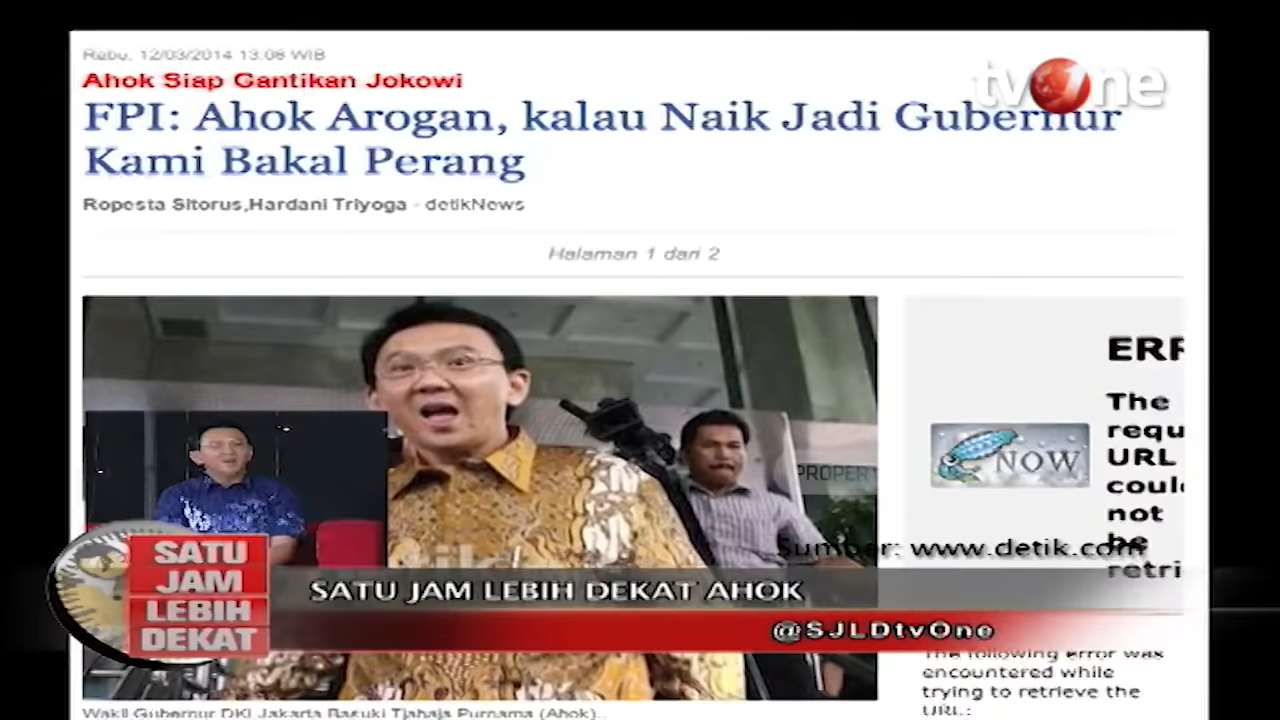 Rabu, 12/03/2014 13:08 WIB
Ahok Siap Gantikan Jokowi
tvOne
FPI: Ahok Arogan, kalau Naik Jadi Gubernur
Kami Bakal Perang
Ropesta Sitorus,Hardani Triyoga - detikNews
Halaman 1 dari 2
ERR
The
requ
URL
could
not
be
retri
NOW
PROPERT
Sumber: www.detik.com
SATU
JAM
LEBIH
DEKAT
SATU JAM LEBIH DEKAT AHOK
@SJLDtvOne
The following error was
encountered while
trying to retrieve the
URL:
Wakil Gubernur DKI Jakarta Basuki Tjahaja Purnama (Ahok)..